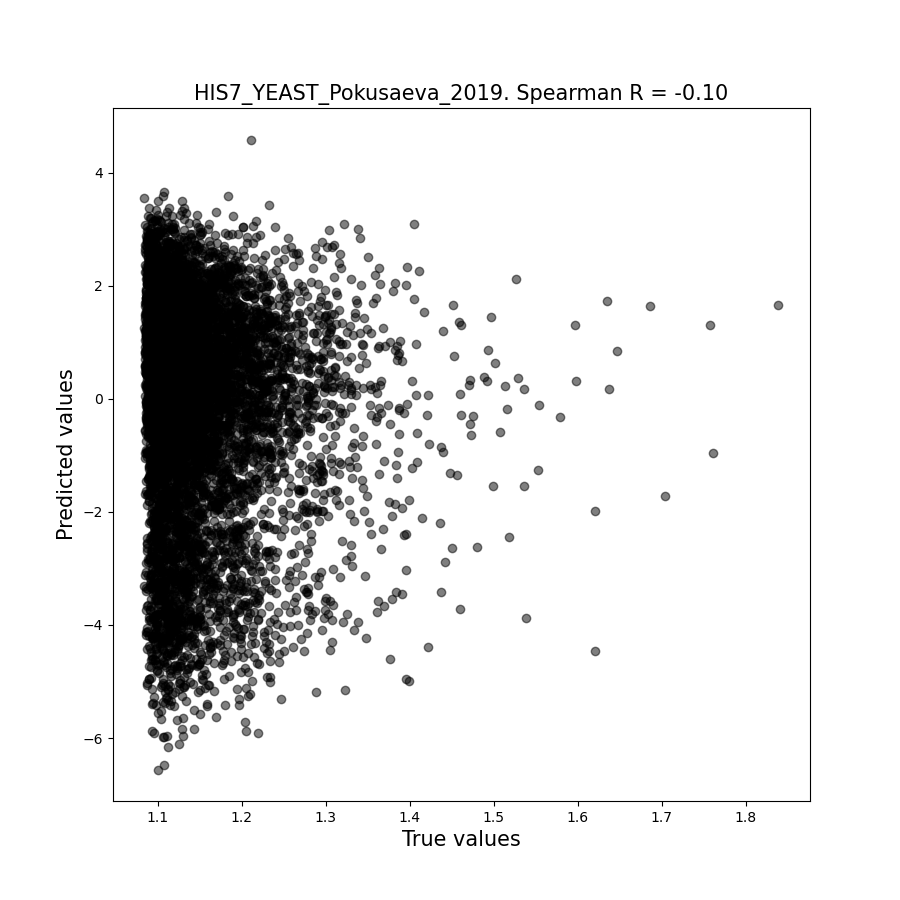 HIS7_YEAST_Pokusaeva_2019. Spearman R = -0.10
Predicted values
4
2
0
−2
−4
−6
1.1 1.2 1.3 1.4 1.5 1.6 1.7 1.8
True values